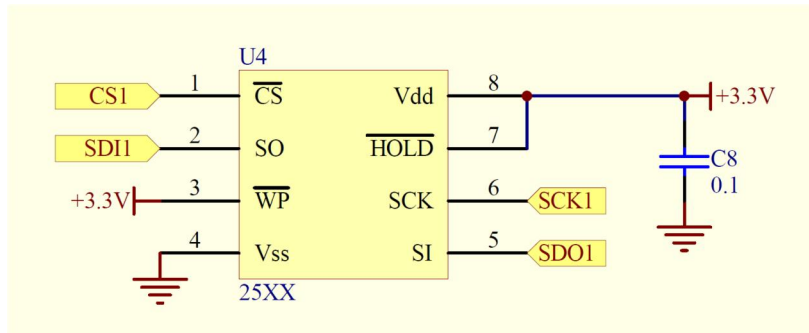 U4
CS1 1 CS Vdd 8 +3.3V
SDI1 2 SO HOLD 7 C8
0.1
+3.3V 3 WP SCK 6 SCK1
4 Vss SI 5 SDO1
25XX